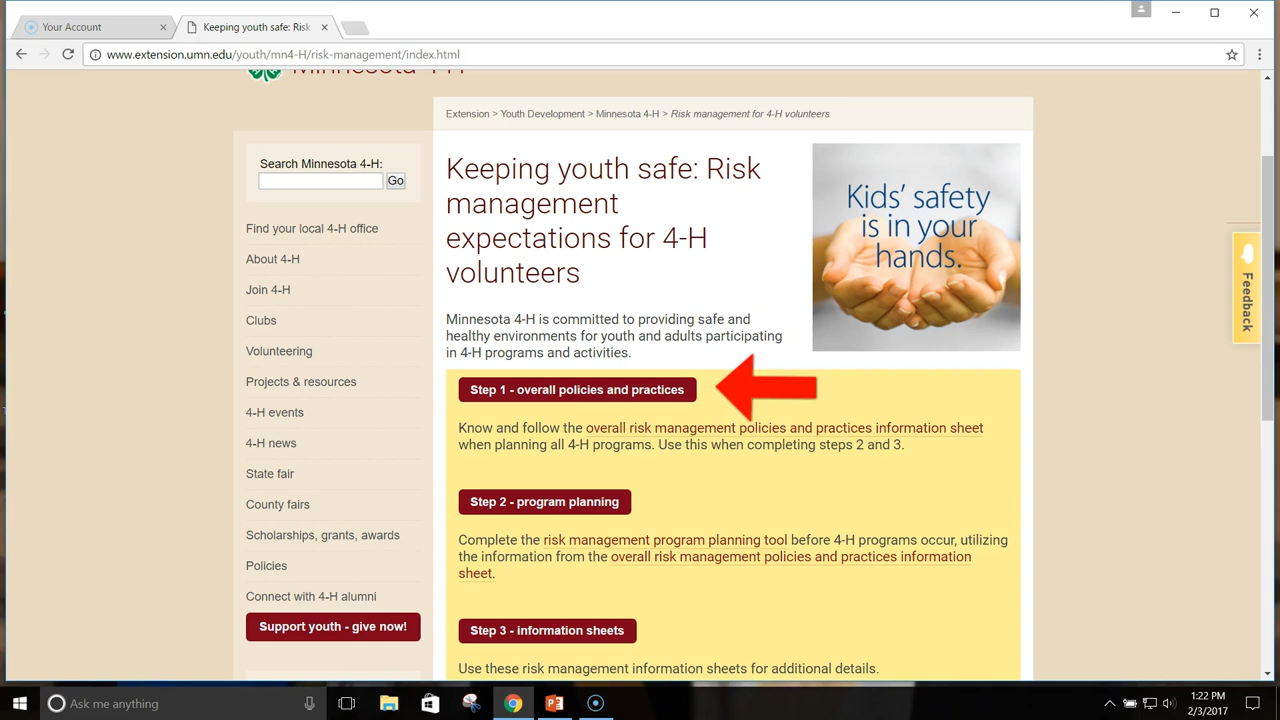 Your Account
Keeping youth safe: Risk
www.extension.umn.edu/youth/mn4-H/risk-management/index.html
Minnesota 4-H
Extension > Youth Development > Minnesota 4-H > Risk management for 4-H volunteers
Search Minnesota 4-H:
Go
Find your local 4-H office
About 4-H
Join 4-H
Clubs
Volunteering
Projects & resources
4-H events
4-H news
State fair
County fairs
Scholarships, grants, awards
Policies
Connect with 4-H alumni
Support youth - give now!
Keeping youth safe: Risk
management
expectations for 4-H
volunteers
Kids' safety
is in your
hands.
Minnesota 4-H is committed to providing safe and
healthy environments for youth and adults participating
in 4-H programs and activities.
Step 1 - overall policies and practices
Know and follow the overall risk management policies and practices information sheet
when planning all 4-H programs. Use this when completing steps 2 and 3.
Step 2 - program planning
Complete the risk management program planning tool before 4-H programs occur, utilizing
the information from the overall risk management policies and practices information
sheet.
Step 3 - information sheets
Use these risk management information sheets for additional details.
Feedback
Ask me anything
1:22 PM
2/3/2017